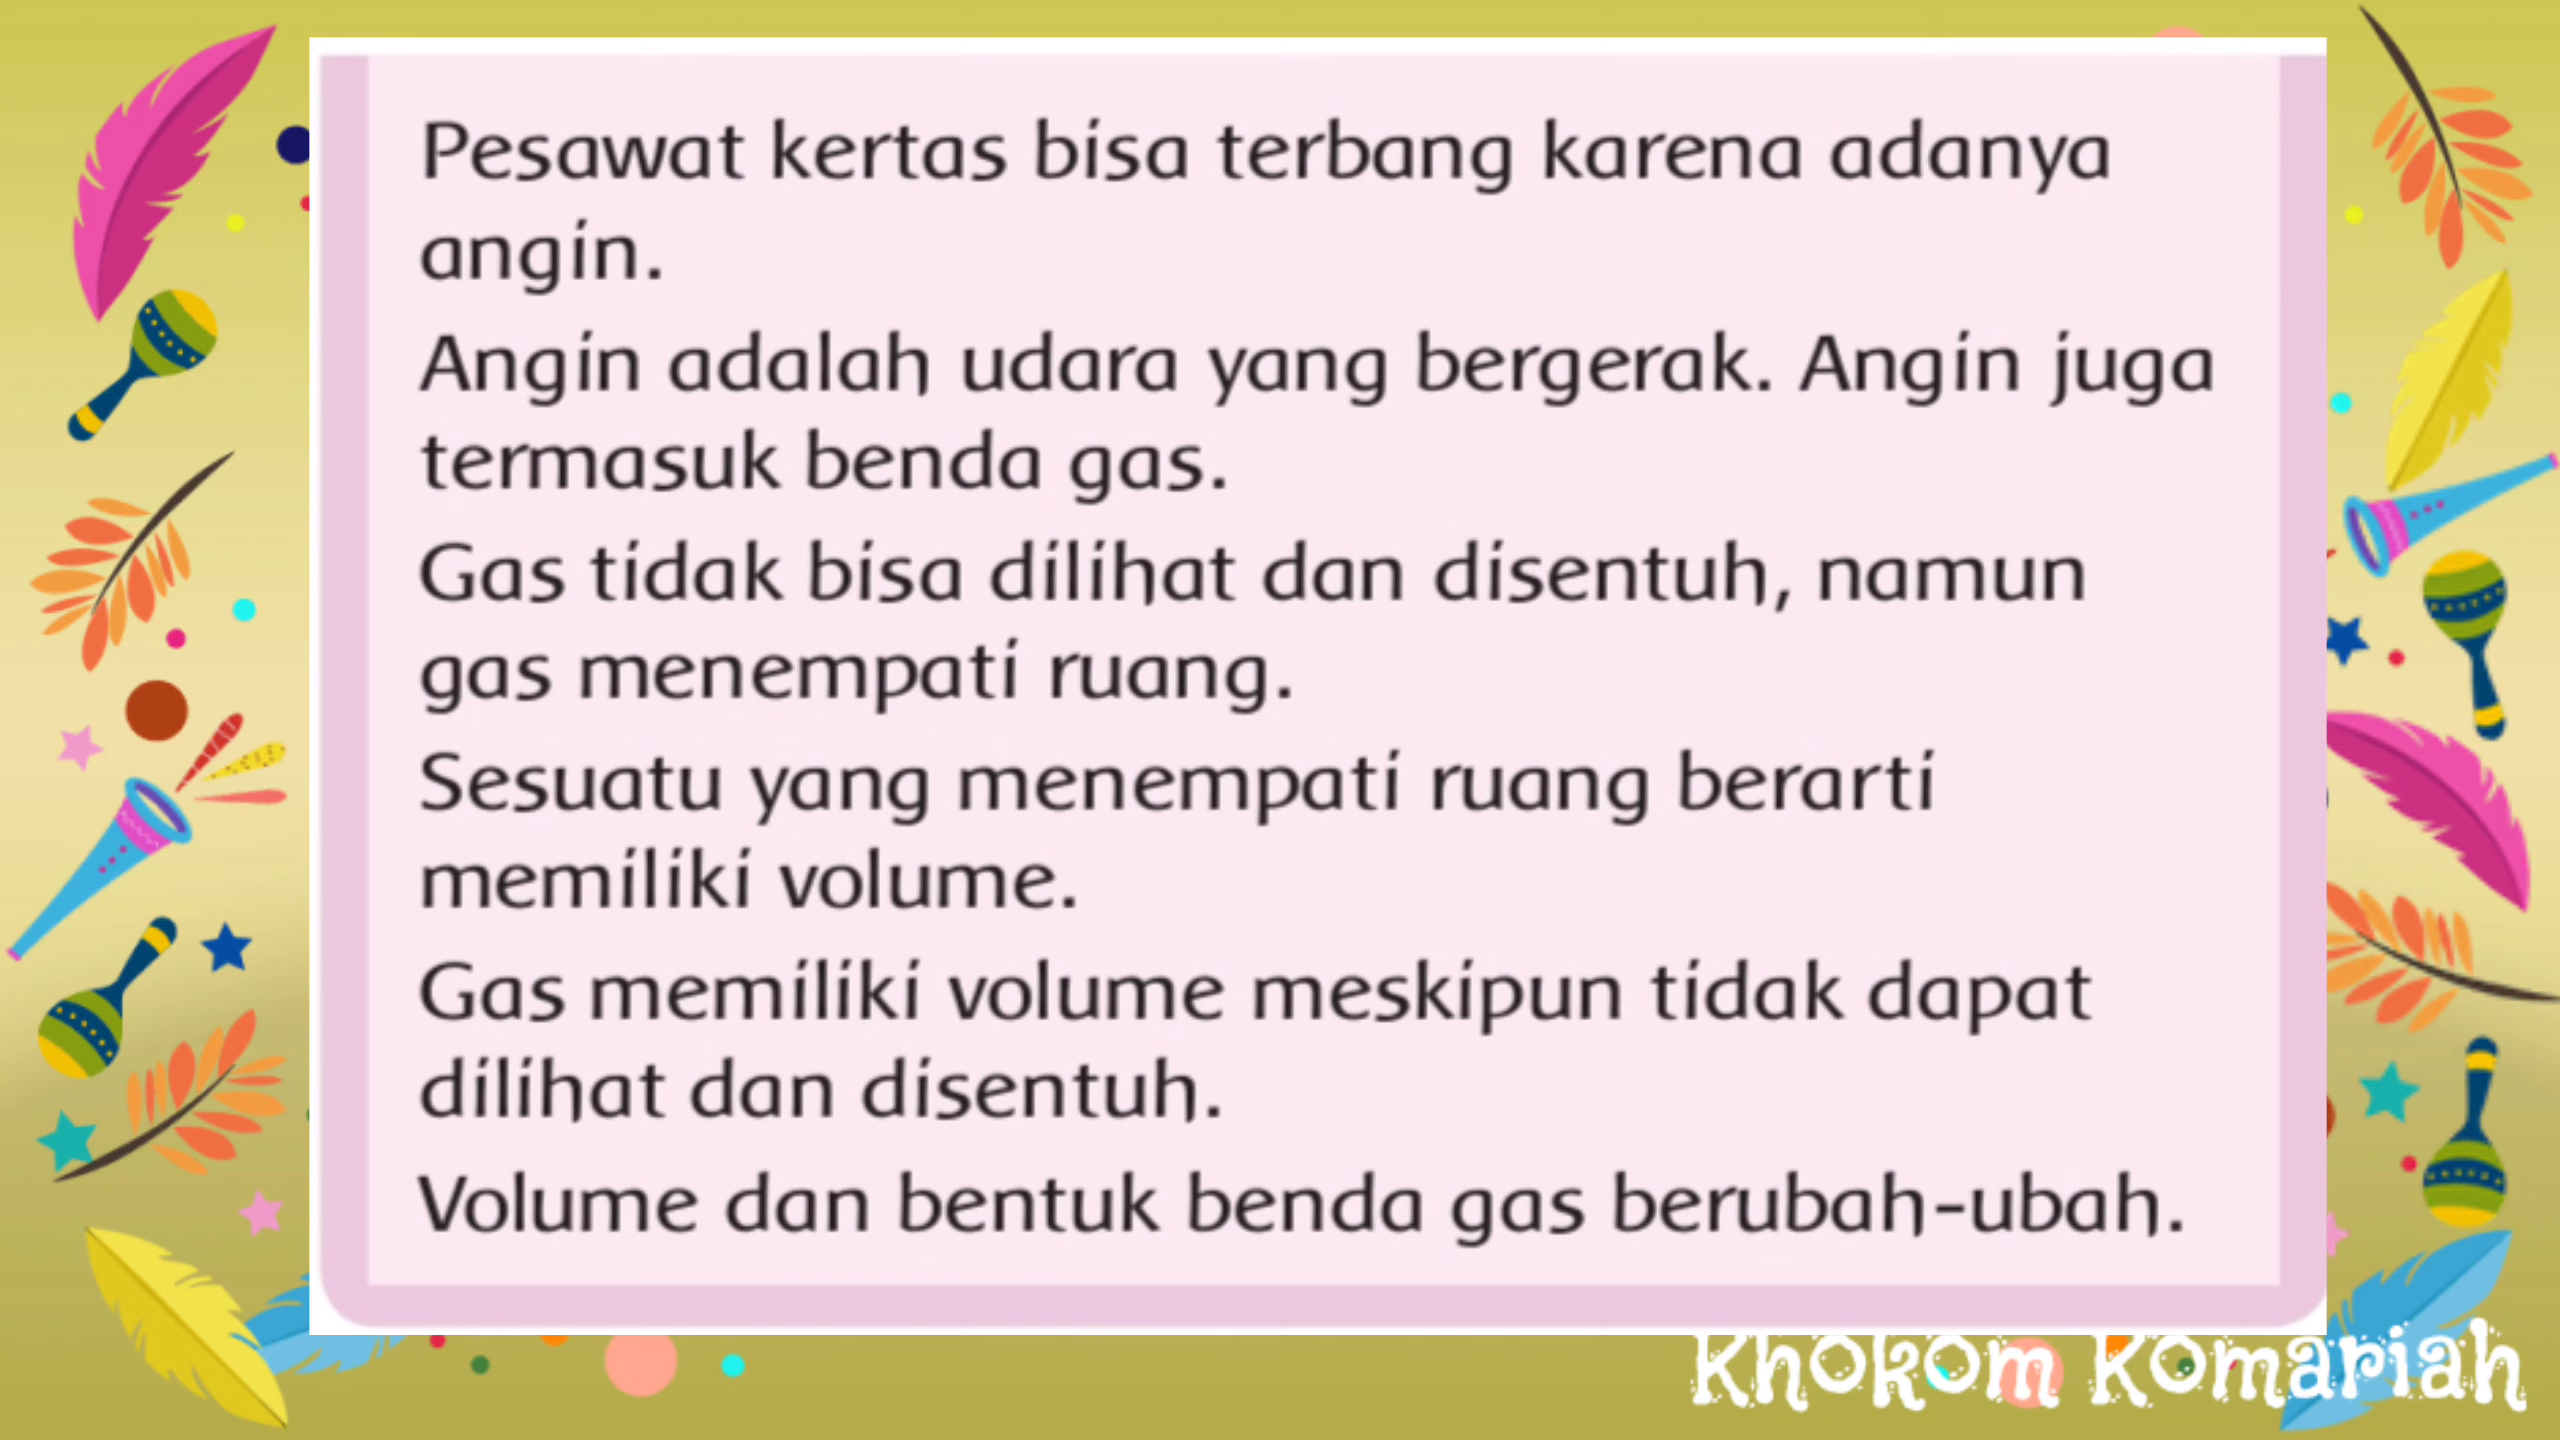 Pesawat kertas bisa terbang karena adanya
angin.
Angin adalah udara yang bergerak. Angin juga
termasuk benda gas.
Gas tidak bisa dilihat dan disentuh, namun
gas menempati ruang.
Sesuatu yang menempati ruang berarti
memiliki volume.
Gas memiliki volume meskipun tidak dapat
dilihat dan disentuh.
Volume dan bentuk benda gas berubah-ubah.
Khokom Komariah